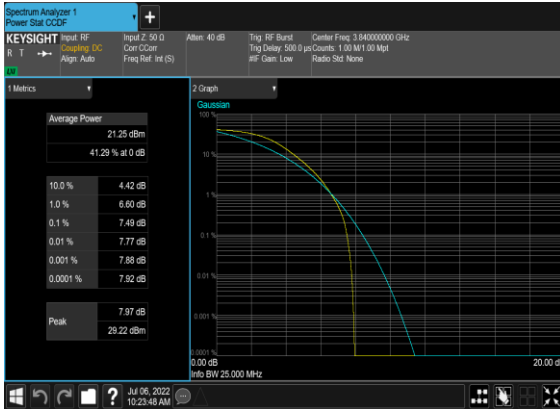 Spectrum Analyzer 1
Power Stat CCDF
+
KEYSIGHT Input: RF Input Z: 50 Ω Atten: 40 dB Trig: RF Burst Center Freq: 3.840000000 GHz
R T Coupling: DC Corr CCorr Trig Delay: 500.0 µs Counts: 1.00 M/1.00 Mpt
Align: Auto Freq Ref: Int (S) #IF Gain: Low Radio Std: None
1 Metrics
Average Power
21.25 dBm
41.29 % at 0 dB
10.0 % 4.42 dB
1.0 % 6.60 dB
0.1 % 7.49 dB
0.01 % 7.77 dB
0.001 % 7.88 dB
0.0001 % 7.92 dB
Peak 7.97 dB
29.22 dBm
2 Graph
Gaussian
100 %
10 %
1 %
0.1 %
0.01 %
0.001 %
0.0001 %
0.00 dB 20.00 d
Info BW 25.000 MHz
? Jul 06, 2022
10:23:48 AM